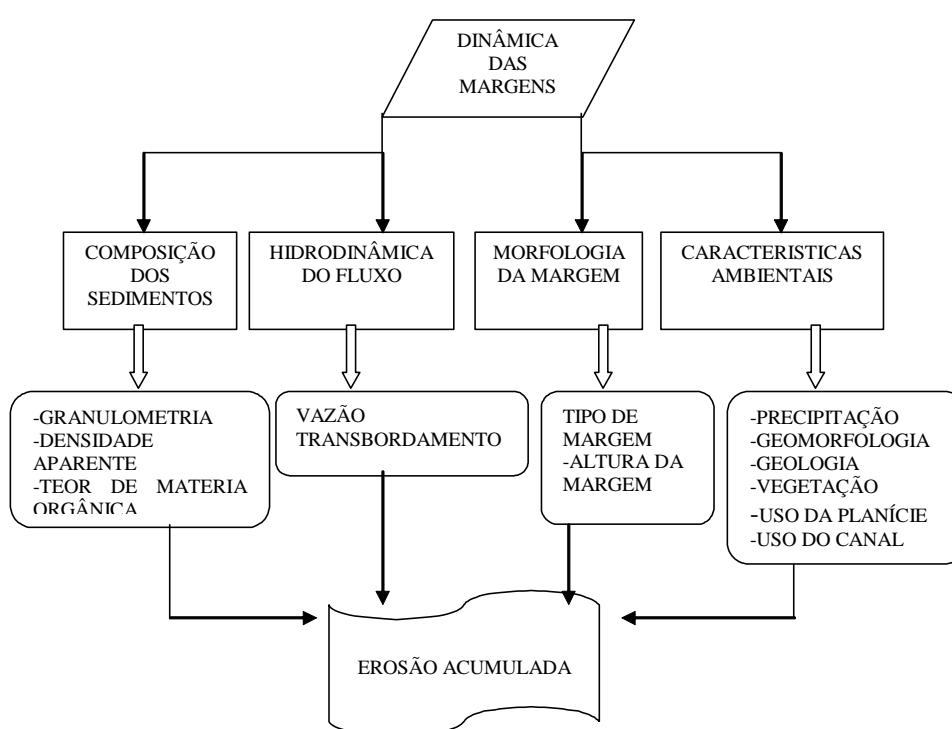 DINÂMICA
DAS
MARGENS
COMPOSIÇÃO
DOS
SEDIMENTOS
HIDRODINÂMICA
DO FLUXO
MORFOLOGIA
DA MARGEM
CARACTERISTICAS
AMBIENTAIS
-GRANULOMETRIA
-DENSIDADE
APARENTE
-TEOR DE MATERIA
ORGÂNICA
VAZÃO
TRANSBORDAMENTO
TIPO DE
MARGEM
-ALTURA DA
MARGEM
-PRECIPITAÇÃO
-GEOMORFOLOGIA
-GEOLOGIA
-VEGETAÇÃO
-USO DA PLANÍCIE
-USO DO CANAL
EROSÃO ACUMULADA